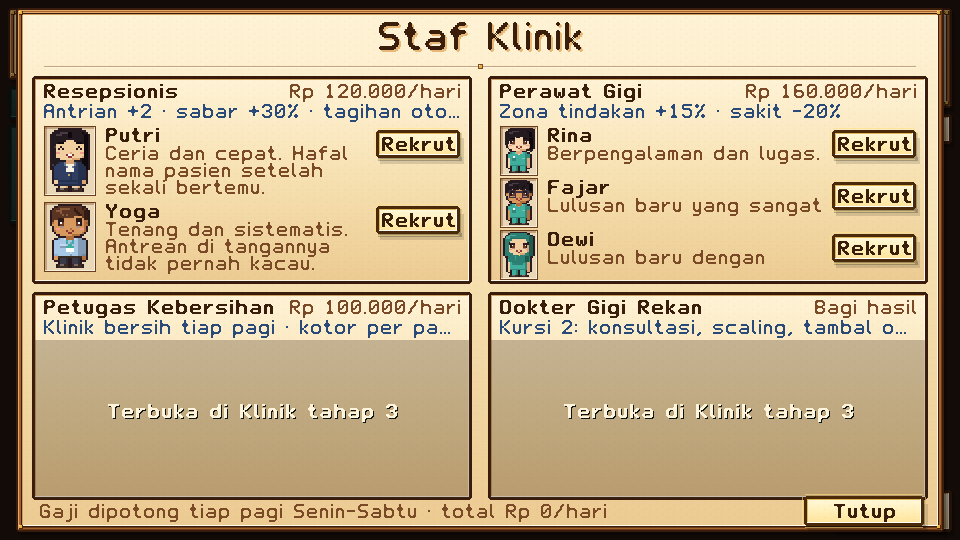 Staf Klinik
Resepsionis Rp 120.000/hari
Antrian +2 · sabar +30% · tagihan oto...
Putri
Ceria dan cepat. Hafal
nama pasien setelah
sekali bertemu.
Rekrut
Yoga
Tenang dan sistematis.
Antrean di tangannya
tidak pernah kacau.
Rekrut
Perawat Gigi Rp 160.000/hari
Zona tindakan +15% · sakit -20%
Rina
Berpengalaman dan lugas.
Rekrut
Fajar
Lulusan baru yang sangat
Rekrut
Dewi
Lulusan baru dengan
Rekrut
Petugas Kebersihan Rp 100.000/hari
Klinik bersih tiap pagi · kotor per pa...
Terbuka di Klinik tahap 3
Dokter Gigi Rekan Bagi hasil
Kursi 2: konsultasi, scaling, tambal o...
Terbuka di Klinik tahap 3
Gaji dipotong tiap pagi Senin-Sabtu · total Rp 0/hari
Tutup